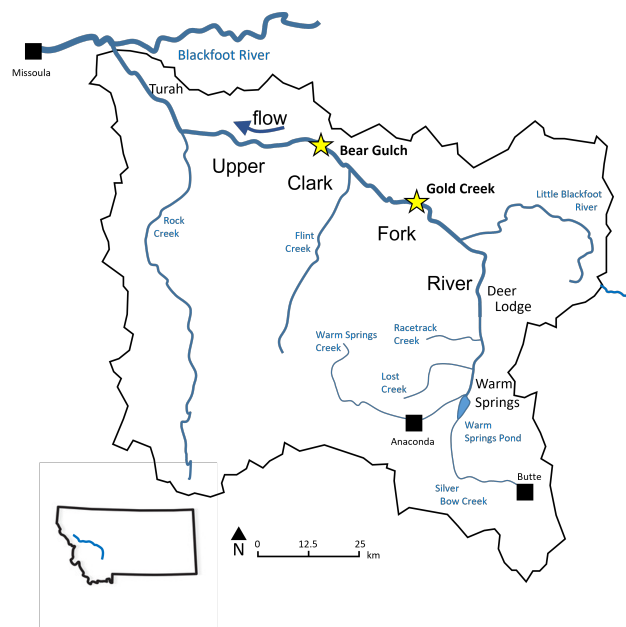 Blackfoot River
Missoula
Turah
flow
Bear Gulch
Upper
Clark
Gold Creek
Little Blackfoot
River
Rock
Creek
Flint
Creek
Fork
River
Deer
Lodge
Warm Springs
Creek
Racetrack
Creek
Lost
Creek
Warm
Springs
Anaconda
Warm
Springs Pond
Butte
Silver
Bow Creek
N
0
12.5
25
km